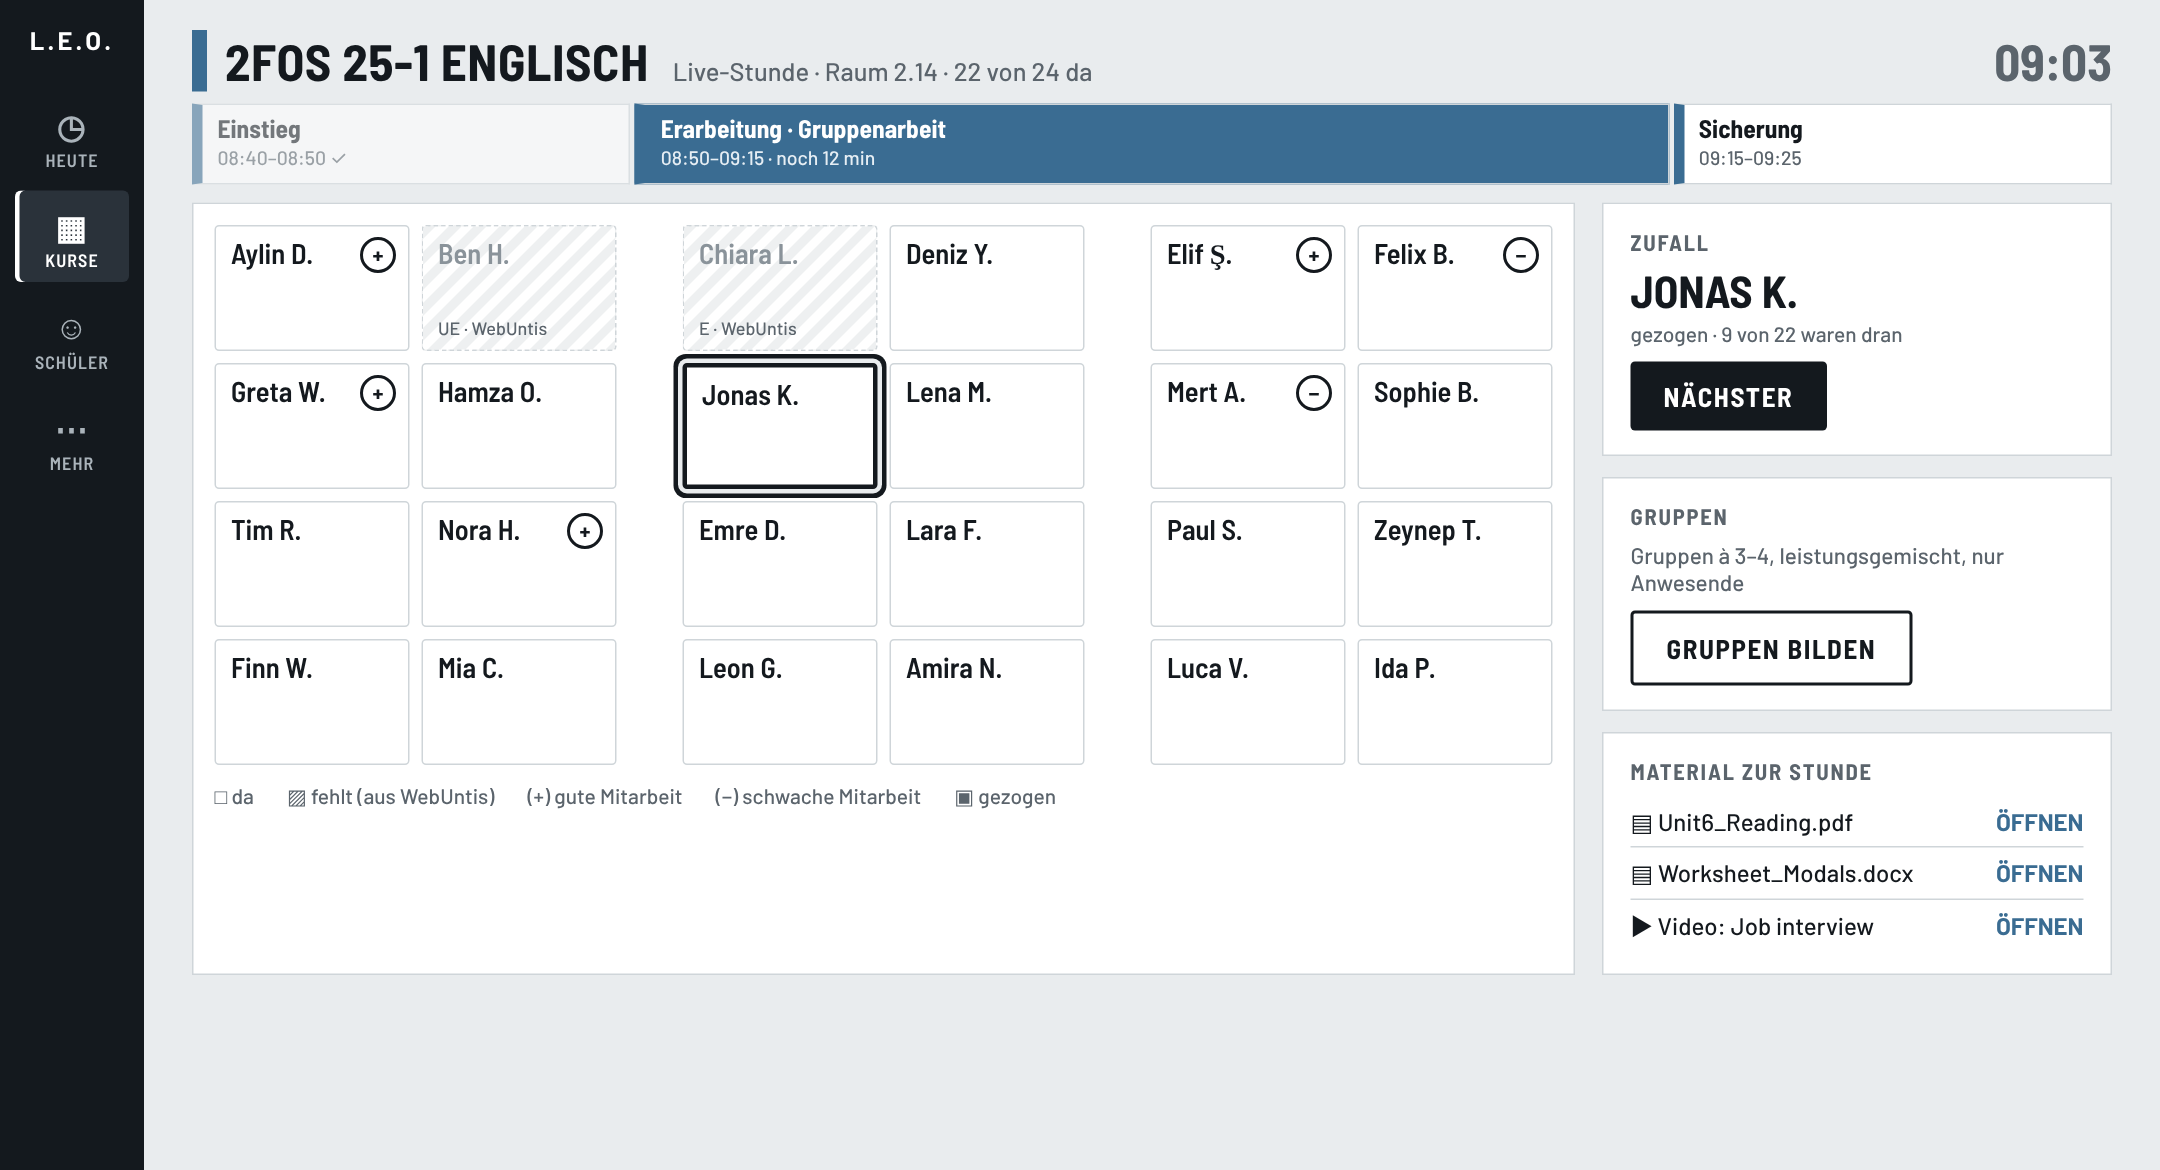 L.E.O.
HEUTE
KURSE
SCHÜLER
MEHR
2FOS 25-1 ENGLISCH
Live-Stunde · Raum 2.14 · 22 von 24 da
09:03
Einstieg
08:40–08:50 ✓
Erarbeitung · Gruppenarbeit
08:50–09:15 · noch 12 min
Sicherung
09:15–09:25
Aylin D. +
Ben H.
UE · WebUntis
Chiara L.
E · WebUntis
Deniz Y.
Elif Ş. +
Felix B. −
Greta W. +
Hamza O.
Jonas K.
Lena M.
Mert A. −
Sophie B.
Tim R.
Nora H. +
Emre D.
Lara F.
Paul S.
Zeynep T.
Finn W.
Mia C.
Leon G.
Amira N.
Luca V.
Ida P.
□ da ▨ fehlt (aus WebUntis) (+) gute Mitarbeit (−) schwache Mitarbeit ▣ gezogen
ZUFALL
JONAS K.
gezogen · 9 von 22 waren dran
NÄCHSTER
GRUPPEN
Gruppen à 3–4, leistungsgemischt, nur
Anwesende
GRUPPEN BILDEN
MATERIAL ZUR STUNDE
▤ Unit6_Reading.pdf ÖFFNEN
▤ Worksheet_Modals.docx ÖFFNEN
▶ Video: Job interview ÖFFNEN